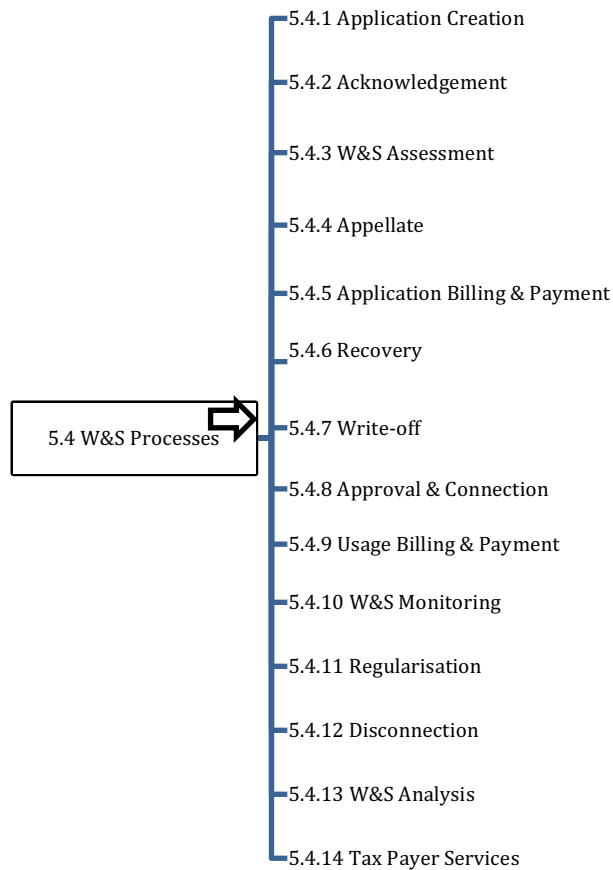 5.4.1 Application Creation
5.4.2 Acknowledgement
5.4.3 W&S Assessment
5.4.4 Appellate
5.4.5 Application Billing & Payment
5.4.6 Recovery
5.4 W&S Processes
5.4.7 Write-off
5.4.8 Approval & Connection
5.4.9 Usage Billing & Payment
5.4.10 W&S Monitoring
5.4.11 Regularisation
5.4.12 Disconnection
5.4.13 W&S Analysis
5.4.14 Tax Payer Services